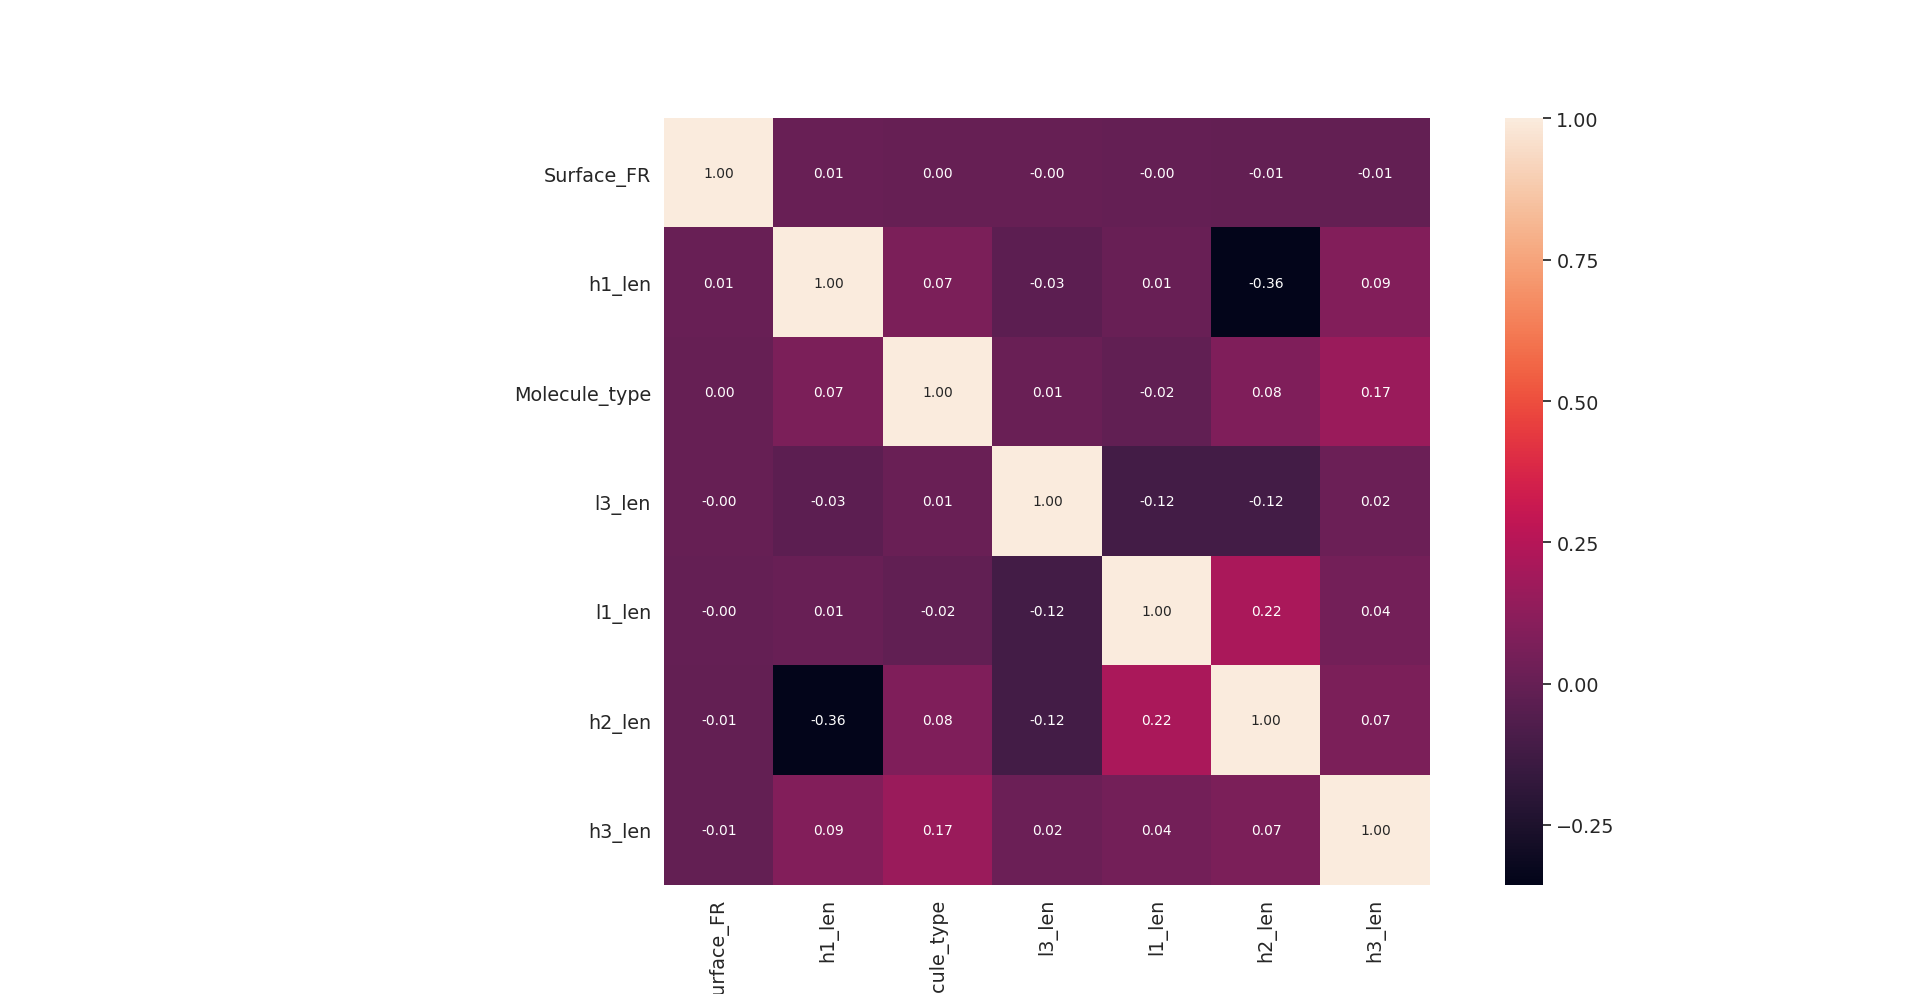 Surface_FR 1.00 0.01 0.00 -0.00 -0.00 -0.01 -0.01
h1_len 0.01 1.00 0.07 -0.03 0.01 -0.36 0.09
Molecule_type 0.00 0.07 1.00 0.01 -0.02 0.08 0.17
l3_len -0.00 -0.03 0.01 1.00 -0.12 -0.12 0.02
l1_len -0.00 0.01 -0.02 -0.12 1.00 0.22 0.04
h2_len -0.01 -0.36 0.08 -0.12 0.22 1.00 0.07
h3_len -0.01 0.09 0.17 0.02 0.04 0.07 1.00
urface_FR
h1_len
cule_type
l3_len
l1_len
h2_len
h3_len
1.00
0.75
0.50
0.25
0.00
−0.25